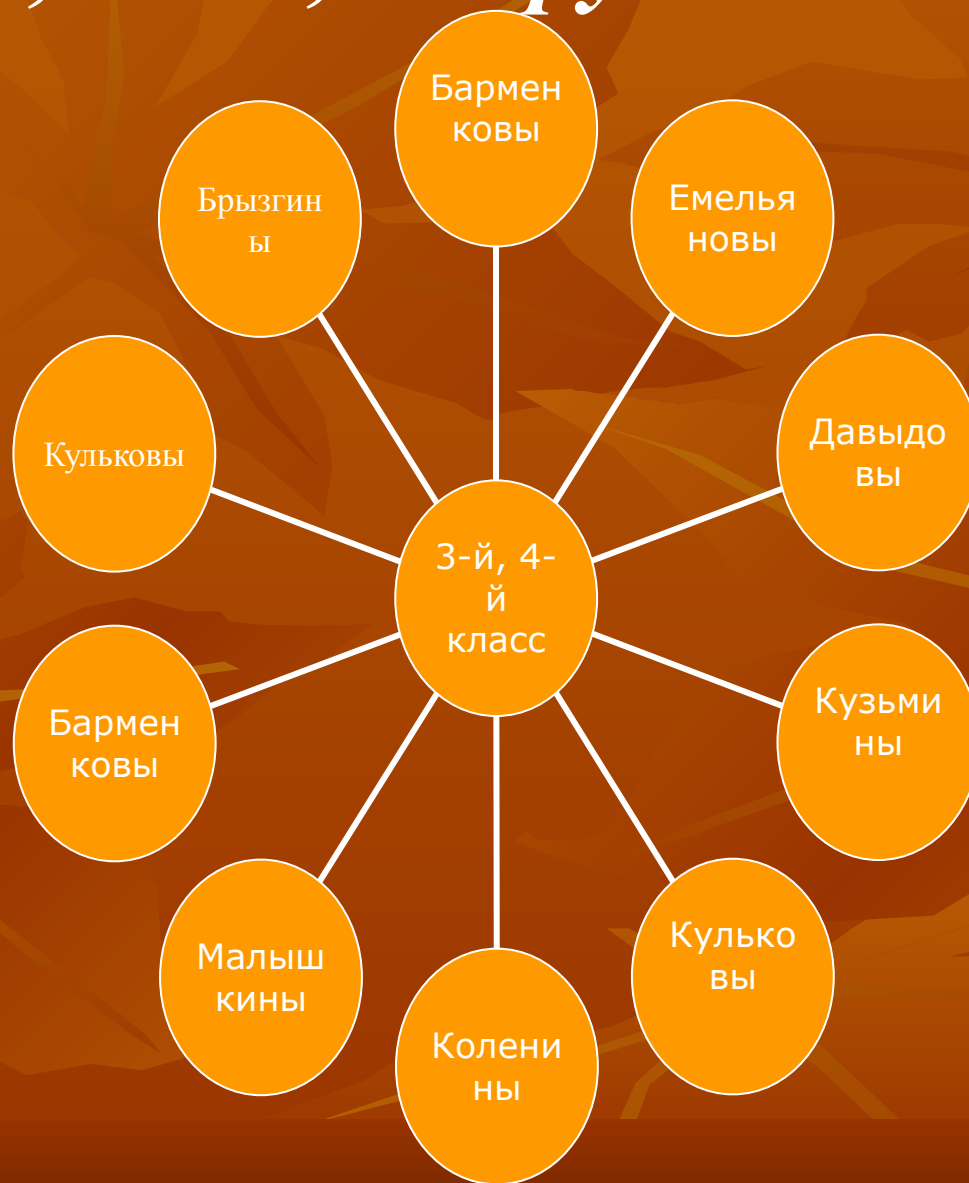 Бармен
ковы
Емелья
новы
Давыдо
вы
Кузьми
ны
Кулько
вы
Колени
ны
Малыш
кины
Бармен
ковы
Кульковы
Брызгин
ы
3-й, 4-
й
класс